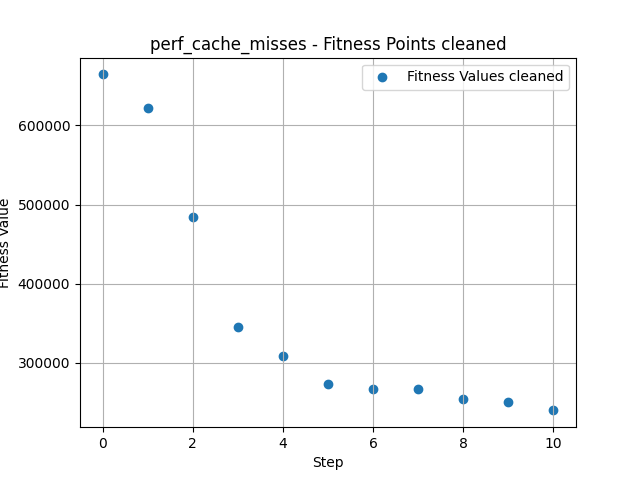 perf_cache_misses - Fitness Points cleaned
Fitness Values cleaned
600000
500000
400000
300000
Fitness Value
0
2
4
6
8
10
Step